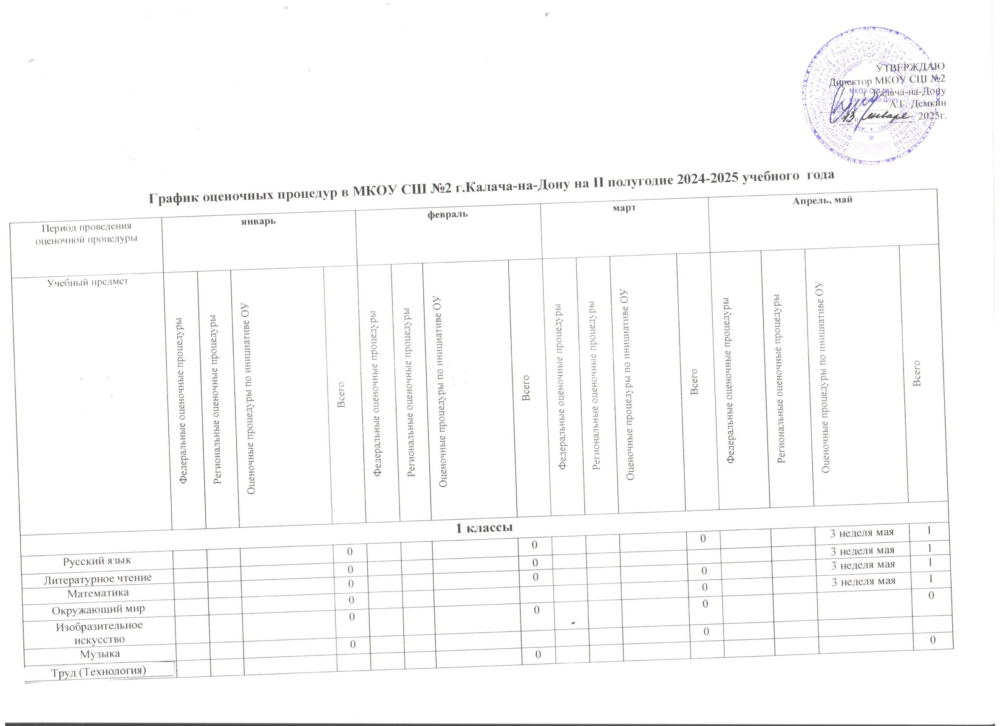 УТВЕРЖДАЮ
Директор МКОУ СШ №2
г. Калача-на-Дону
А.Г. Демкин
«13» января 2025г.
МКОУ СШ №2
г. Калача-на-Дону
График оценочных процедур в МКОУ СШ №2 г.Калача-на-Дону на II полугодие 2024-2025 учебного года
Период проведения
оценочной процедуры
январь
февраль
март
Апрель, май
Учебный предмет
Федеральные оценочные процедуры
Региональные оценочные процедуры
Оценочные процедуры по инициативе ОУ
Всего
Федеральные оценочные процедуры
Региональные оценочные процедуры
Оценочные процедуры по инициативе ОУ
Всего
Федеральные оценочные процедуры
Региональные оценочные процедуры
Оценочные процедуры по инициативе ОУ
Всего
Федеральные оценочные процедуры
Региональные оценочные процедуры
Оценочные процедуры по инициативе ОУ
Всего
1 классы
Русский язык 0 0 0 3 неделя мая 1
Литературное чтение 0 0 3 неделя мая 1
Математика 0 0 0 3 неделя мая 1
Окружающий мир 0 0 3 неделя мая 1
Изобразительное 0 0 0 0
искусство
Музыка 0 0
Труд (Технология) 0 0